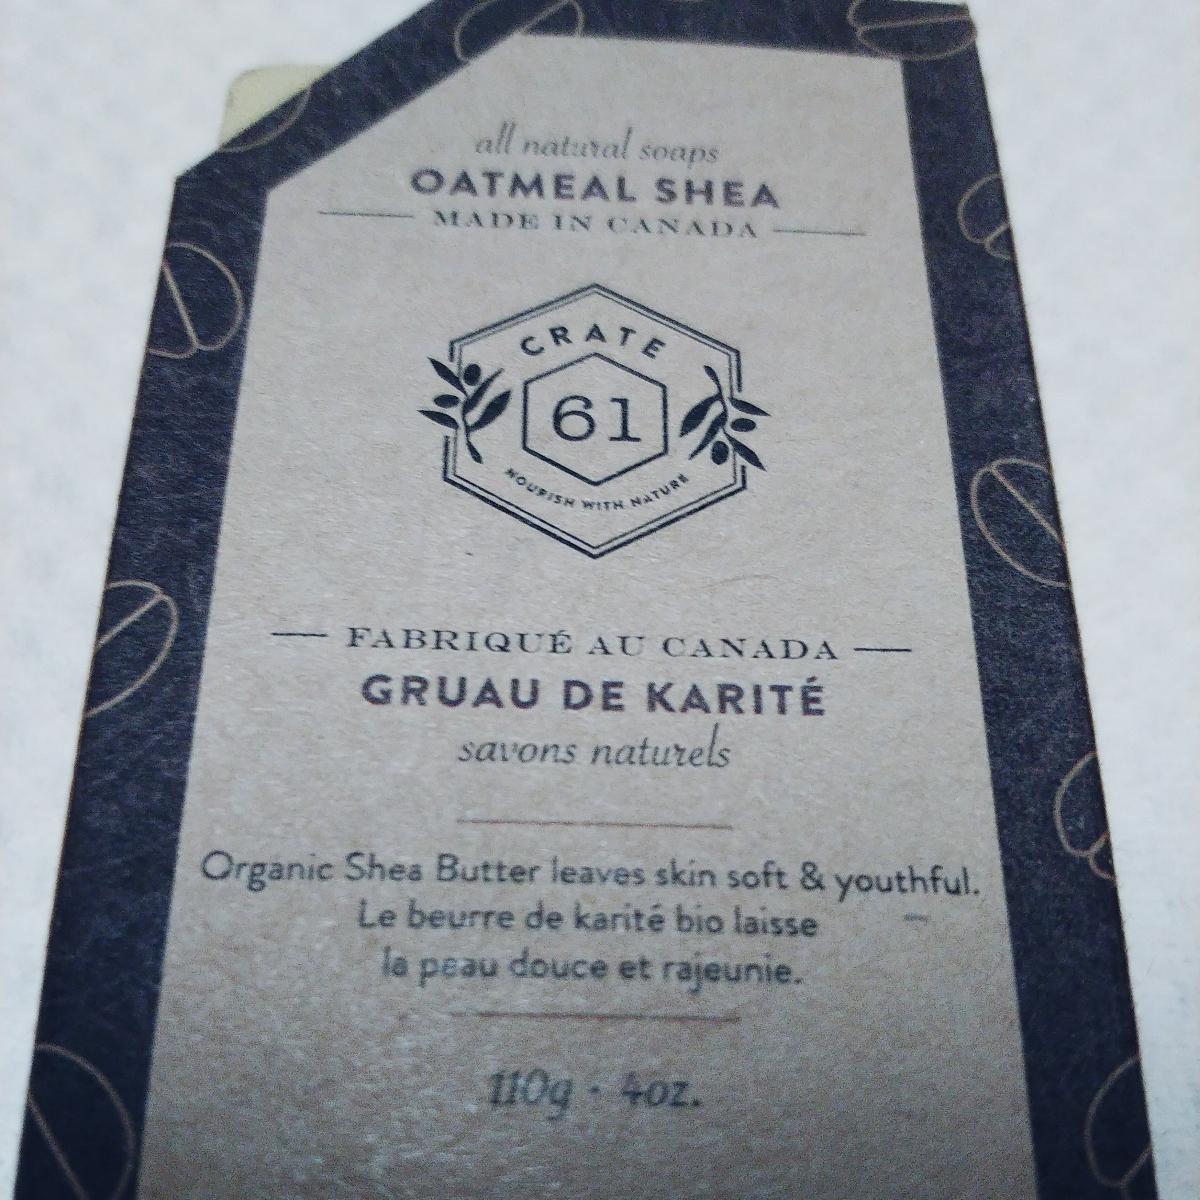 all natural soaps
OATMEAL SHEA
MADE IN CANADA
CRATE
61
NOURISH WITH NATURE
FABRIQUÉ AU CANADA
GRUAU DE KARITÉ
savons naturels
Organic Shea Butter leaves skin soft & youthful.
Le beurre de karité bio laisse
la peau douce et rajeunie.
110g - 4oz.